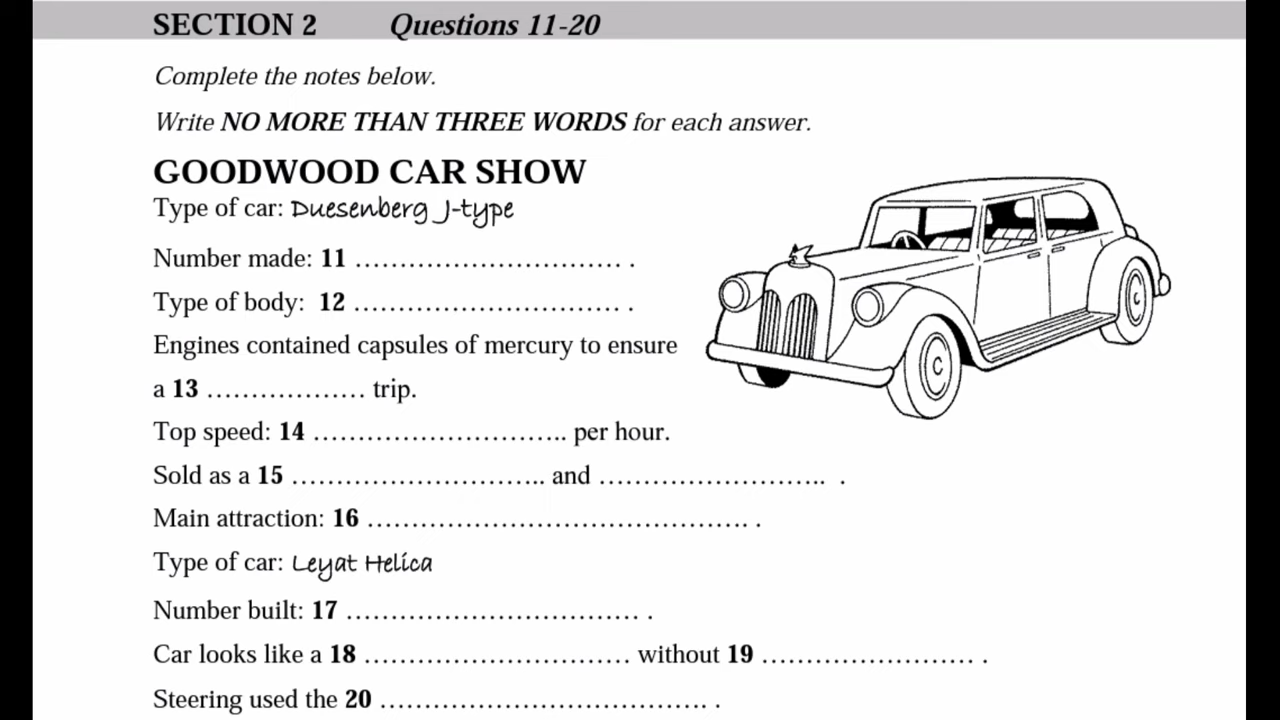 SECTION 2 Questions 11-20
Complete the notes below.
Write NO MORE THAN THREE WORDS for each answer.
GOODWOOD CAR SHOW
Type of car: Duesenberg J-type
Number made: 11 …………………………… .
Type of body: 12 …………………………… .
Engines contained capsules of mercury to ensure
a 13 ……………… trip.
Top speed: 14 ……………………….. per hour.
Sold as a 15 ……………………….. and …………………….. .
Main attraction: 16 ……………………………………. .
Type of car: Leyat Helica
Number built: 17 …………………………… .
Car looks like a 18 ………………………… without 19 …………………… .
Steering used the 20 ………………………………. .